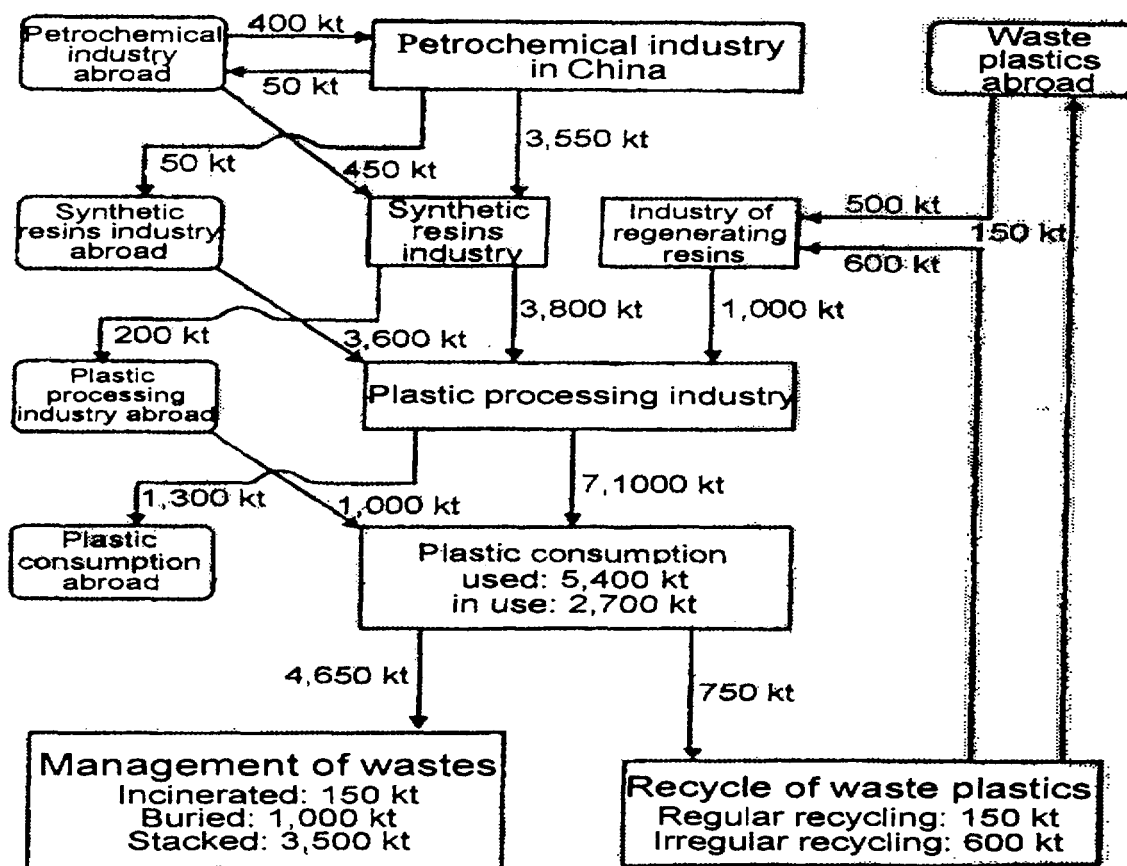 Petrochemical
industry
abroad
400 kt
50 kt
Petrochemical industry
in China
Waste
plastics
abroad
50 kt
450 kt
3,550 kt
Synthetic
resins industry
abroad
Synthetic
resins
industry
Industry of
regenerating
resins
500 kt
150 kt
600 kt
200 kt
3,600 kt
3,800 kt
1,000 kt
Plastic
processing
industry abroad
Plastic processing industry
1,300 kt
1,000 kt
7,1000 kt
Plastic
consumption
abroad
Plastic consumption
used: 5,400 kt
in use: 2,700 kt
4,650 kt
750 kt
Management of wastes
Incinerated: 150 kt
Buried: 1,000 kt
Stacked: 3,500 kt
Recycle of waste plastics
Regular recycling: 150 kt
Irregular recycling: 600 kt